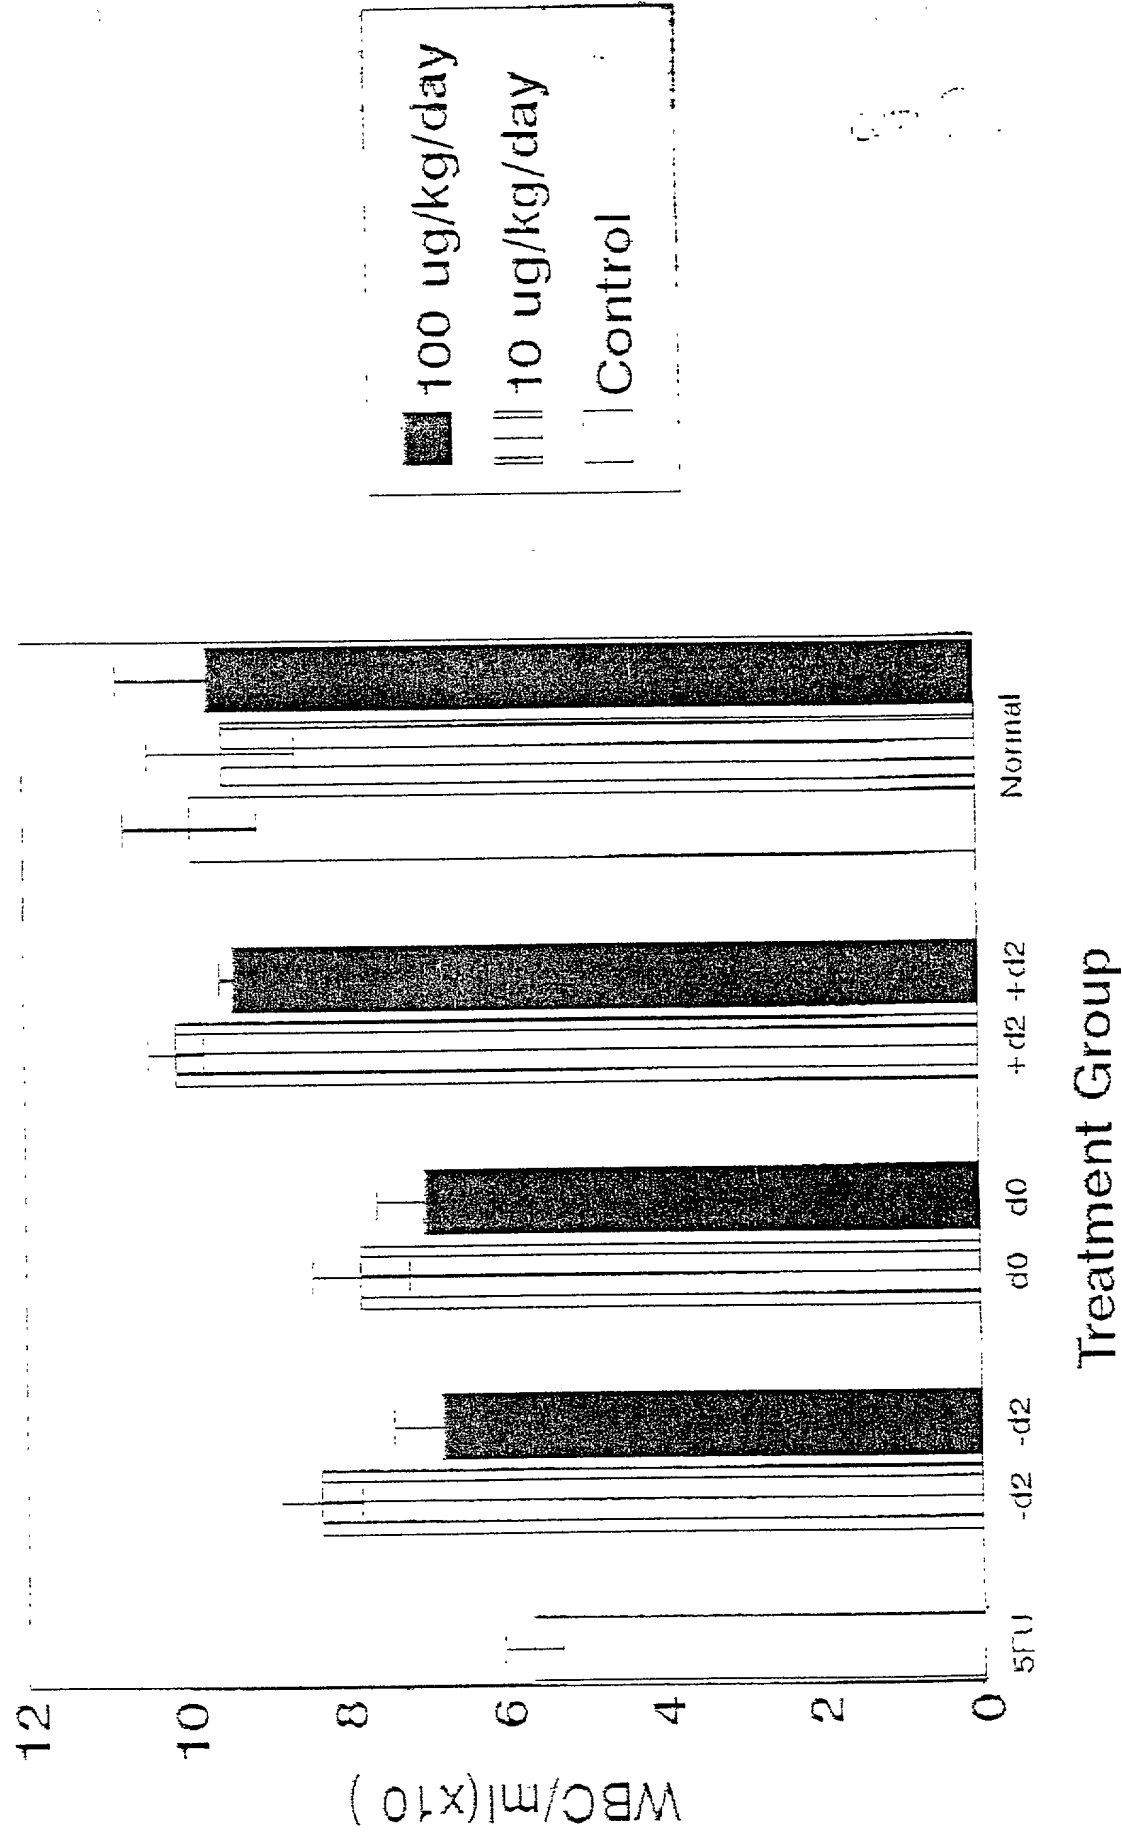 WBC/ml(x10 )
12
10
8
6
4
2
0
5FU
-d2
-d2
d0
d0
+d2
+d2
Normal
Treatment Group
100 ug/kg/day
10 ug/kg/day
Control